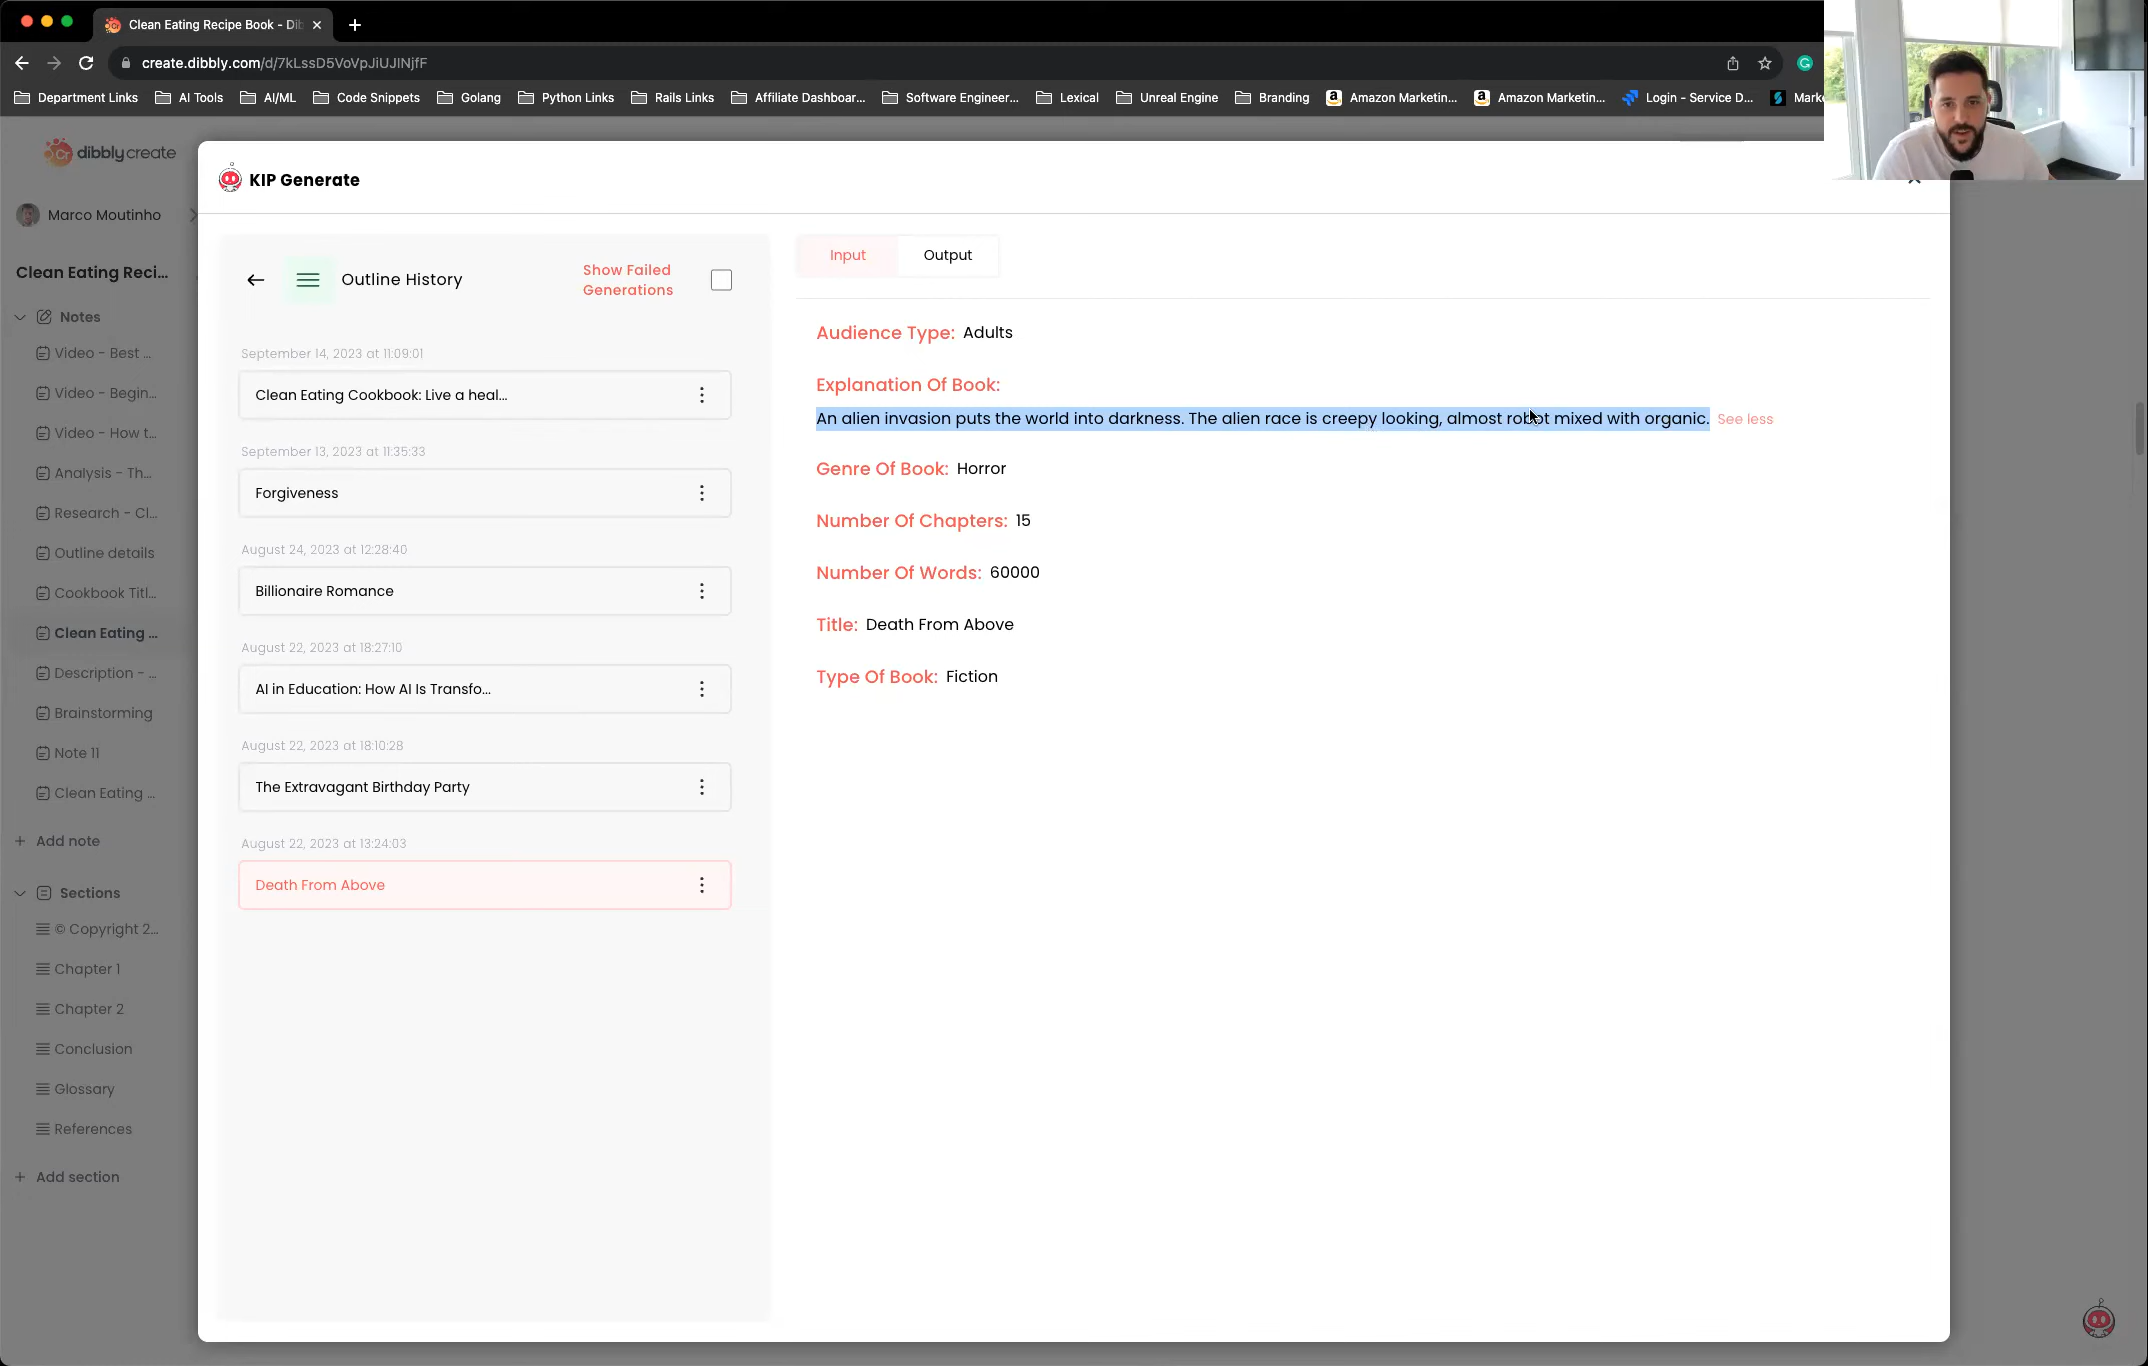 Clean Eating Recipe Book - Dib
create.dibbly.com/d/7kLssD5VoVpJiUJlNjfF
Department Links
AI Tools
AI/ML
Code Snippets
Golang
Python Links
Rails Links
Affiliate Dashboar...
Software Engineer...
Lexical
Unreal Engine
Branding
Amazon Marketin...
Amazon Marketin...
Login - Service D...
Mark
dibblycreate
Marco Moutinho
Clean Eating Reci...
Notes
Video - Best ...
Video - Begin...
Video - How t...
Analysis - Th...
Research - Cl...
Outline details
Cookbook Titl...
Clean Eating ...
Description - ...
Brainstorming
Note 11
Clean Eating ...
+ Add note
Sections
© Copyright 2...
Chapter 1
Chapter 2
Conclusion
Glossary
References
+ Add section
KIP Generate
Outline History
Show Failed
Generations
September 14, 2023 at 11:09:01
Clean Eating Cookbook: Live a heal...
September 13, 2023 at 11:35:33
Forgiveness
August 24, 2023 at 12:28:40
Billionaire Romance
August 22, 2023 at 18:27:10
AI in Education: How AI Is Transfo...
August 22, 2023 at 18:10:28
The Extravagant Birthday Party
August 22, 2023 at 13:24:03
Death From Above
Input
Output
Audience Type: Adults
Explanation Of Book:
An alien invasion puts the world into darkness. The alien race is creepy looking, almost robot mixed with organic. See less
Genre Of Book: Horror
Number Of Chapters: 15
Number Of Words: 60000
Title: Death From Above
Type Of Book: Fiction